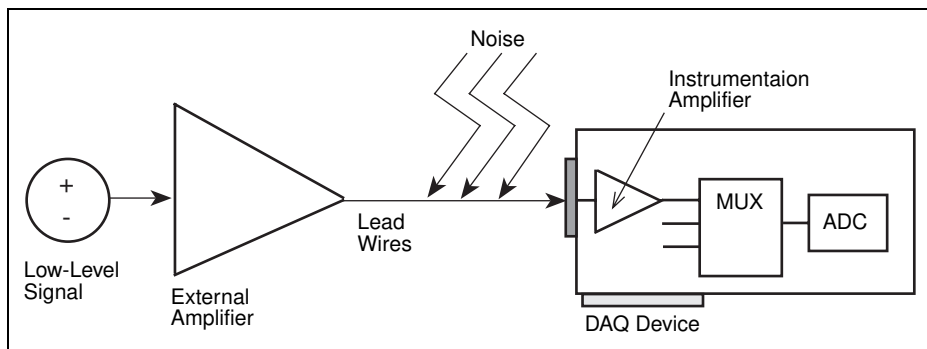 Noise
Instrumentaion
Amplifier
+
-
MUX
ADC
Lead
Wires
Low-Level
Signal
External
Amplifier
DAQ Device